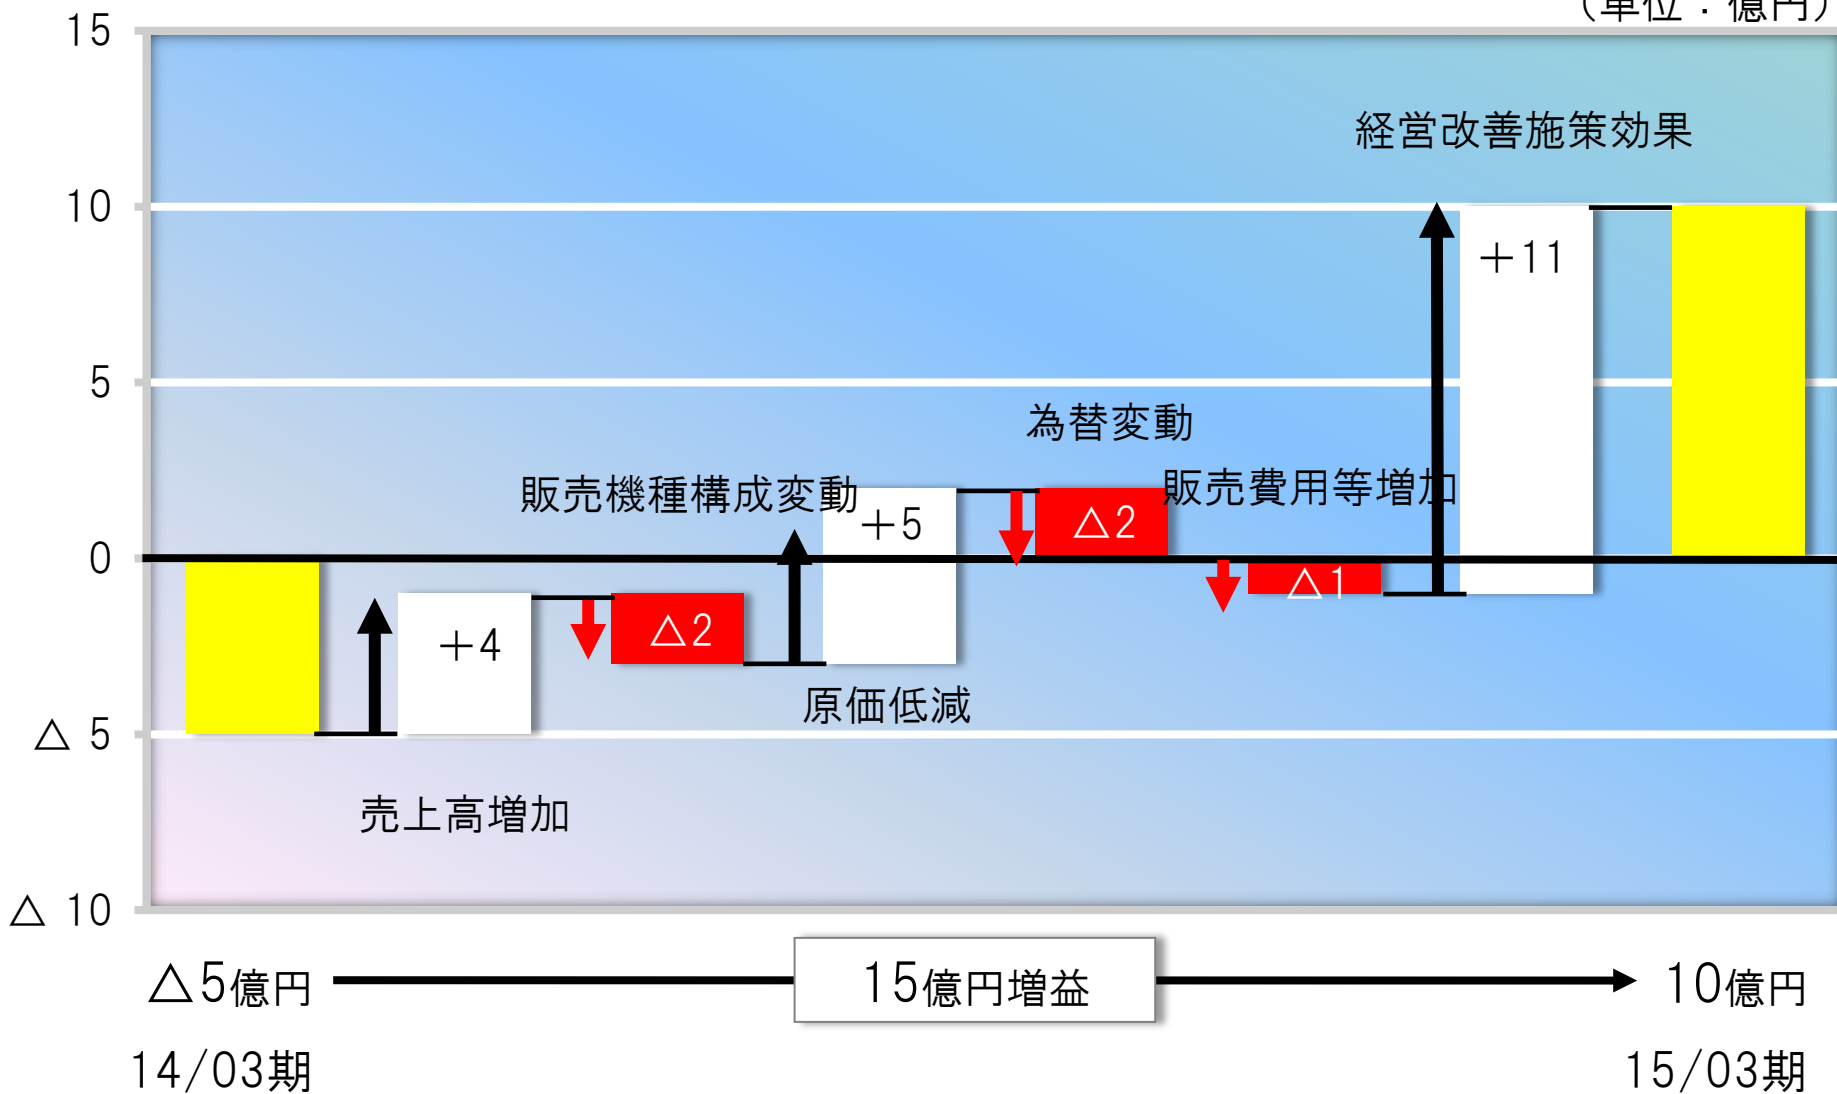 （単位：億円）
15
経営改善施策効果
10
＋11
5
為替変動
販売機種構成変動
販売費用等増加
＋5
△2
0
△1
＋4
△2
原価低減
△ 5
売上高増加
△ 10
△5億円
15億円増益
10億円
14/03期
15/03期